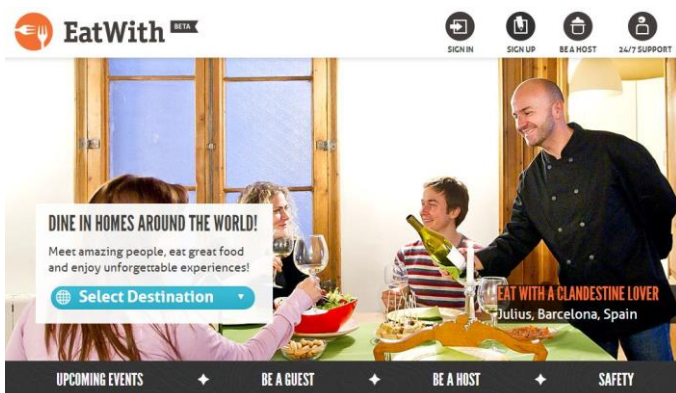 EatWith BETA
SIGN IN
SIGN UP
BE A HOST
24/7 SUPPORT
DINE IN HOMES AROUND THE WORLD!
Meet amazing people, eat great food
and enjoy unforgettable experiences!
Select Destination
EAT WITH A CLANDESTINE LOVER
Julius, Barcelona, Spain
UPCOMING EVENTS
BE A GUEST
BE A HOST
SAFETY